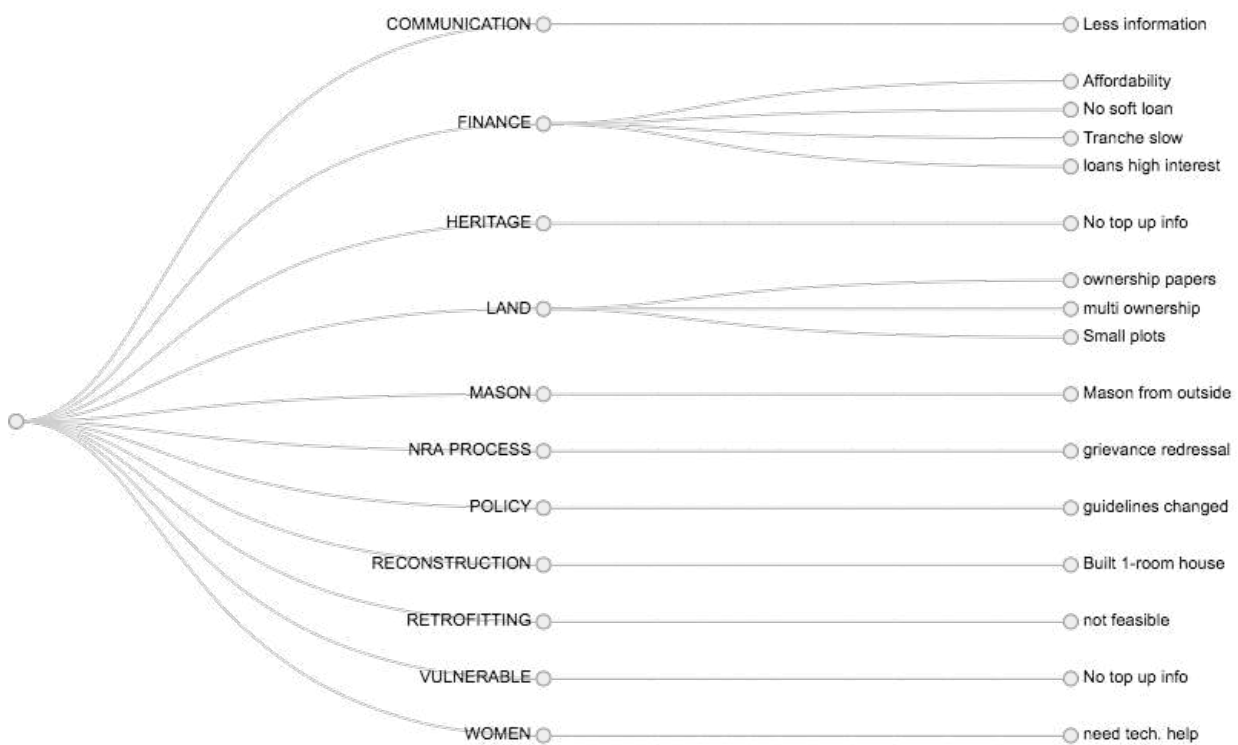 COMMUNICATION Less information
Affordability
FINANCE No soft loan
Tranche slow
loans high interest
HERITAGE No top up info
ownership papers
LAND multi ownership
Small plots
MASON Mason from outside
NRA PROCESS grievance redressal
POLICY guidelines changed
RECONSTRUCTION Built 1-room house
RETROFITTING not feasible
VULNERABLE No top up info
WOMEN need tech. help